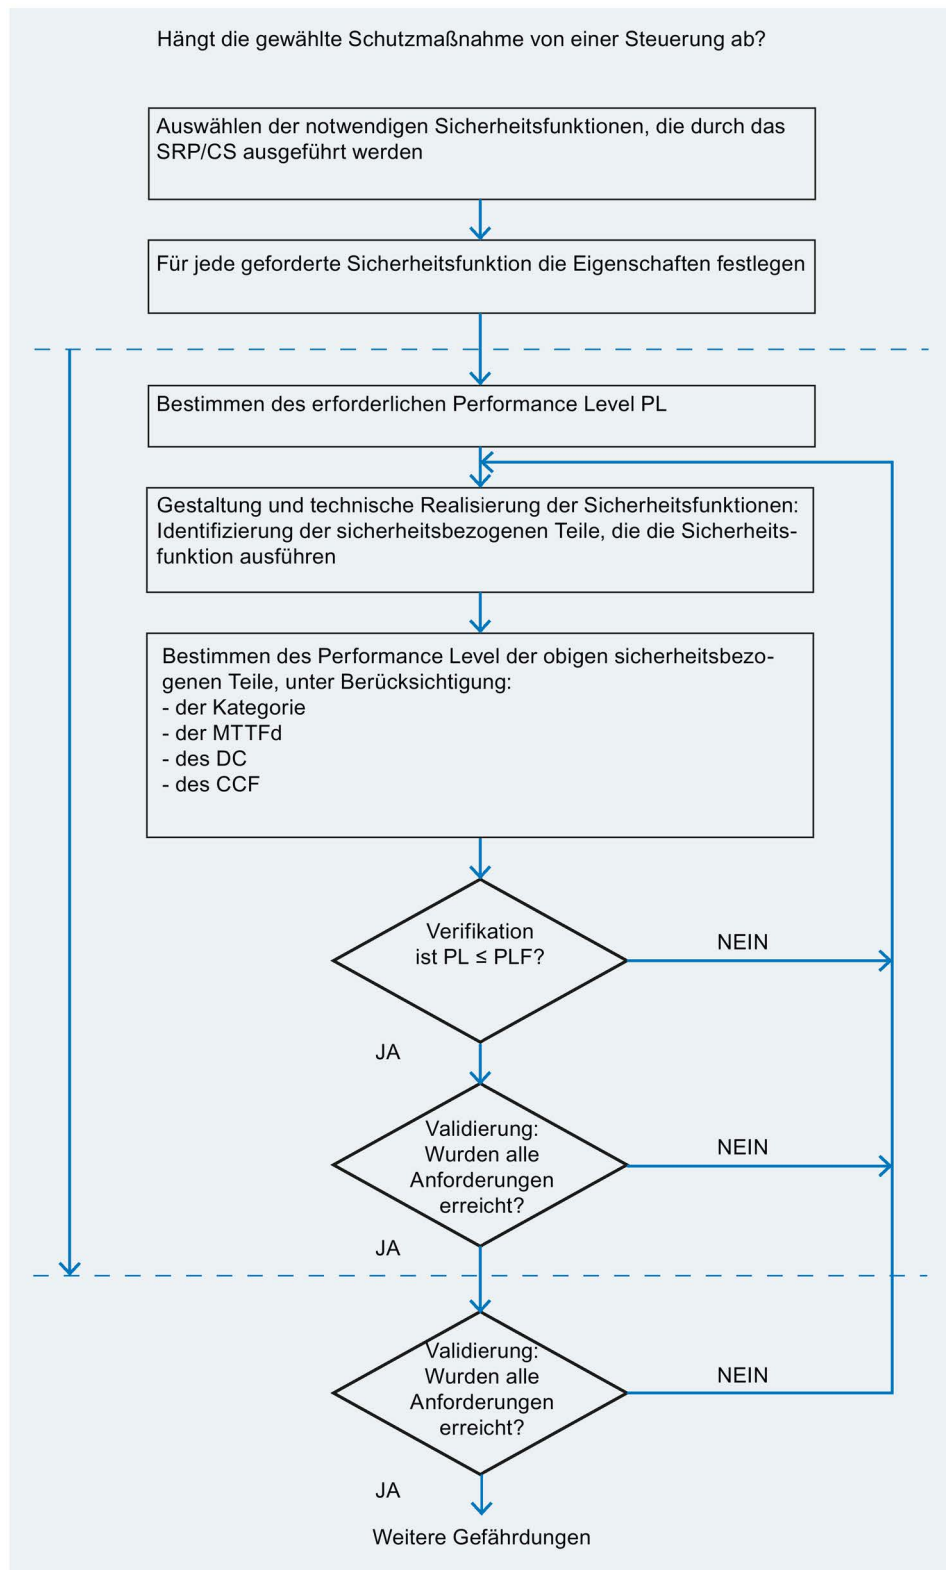 Hängt die gewählte Schutzmaßnahme von einer Steuerung ab?
Auswählen der notwendigen Sicherheitsfunktionen, die durch das
SRP/CS ausgeführt werden
Für jede geforderte Sicherheitsfunktion die Eigenschaften festlegen
Bestimmen des erforderlichen Performance Level PL
Gestaltung und technische Realisierung der Sicherheitsfunktionen:
Identifizierung der sicherheitsbezogenen Teile, die die Sicherheits-
funktion ausführen
Bestimmen des Performance Level der obigen sicherheitsbezo-
genen Teile, unter Berücksichtigung:
- der Kategorie
- der MTTFd
- des DC
- des CCF
Verifikation
ist PL ≤ PLF?
NEIN
JA
Validierung:
Wurden alle
Anforderungen
erreicht?
NEIN
JA
Validierung:
Wurden alle
Anforderungen
erreicht?
NEIN
JA
Weitere Gefährdungen